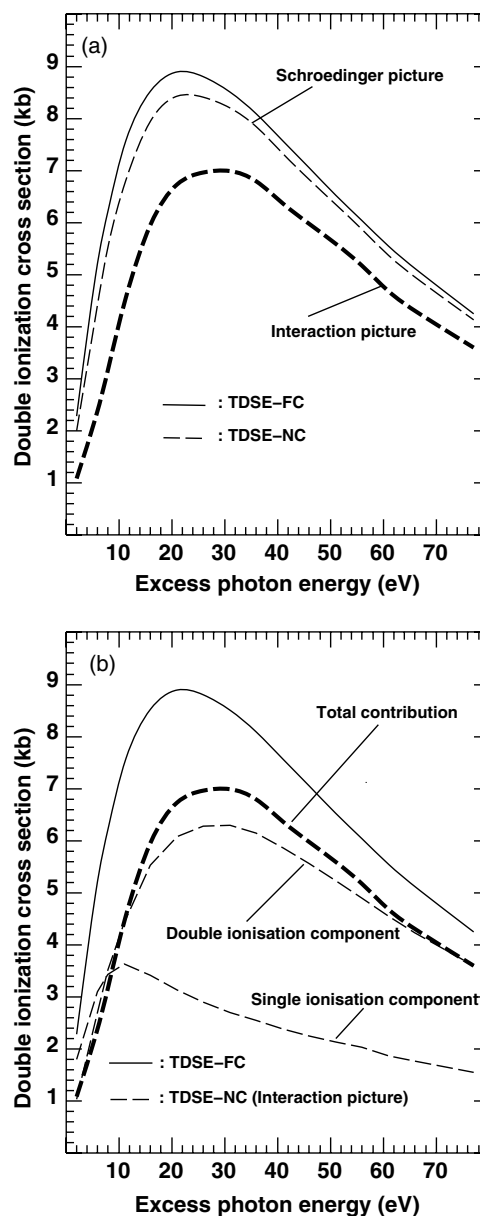 (a)
Schroedinger picture
Interaction picture
: TDSE–FC
: TDSE–NC
Double ionization cross section (kb)
9
8
7
6
5
4
3
2
1
10 20 30 40 50 60 70
Excess photon energy (eV)
(b)
Total contribution
Double ionisation component
Single ionisation component
: TDSE–FC
: TDSE–NC (Interaction picture)
Double ionization cross section (kb)
9
8
7
6
5
4
3
2
1
10 20 30 40 50 60 70
Excess photon energy (eV)